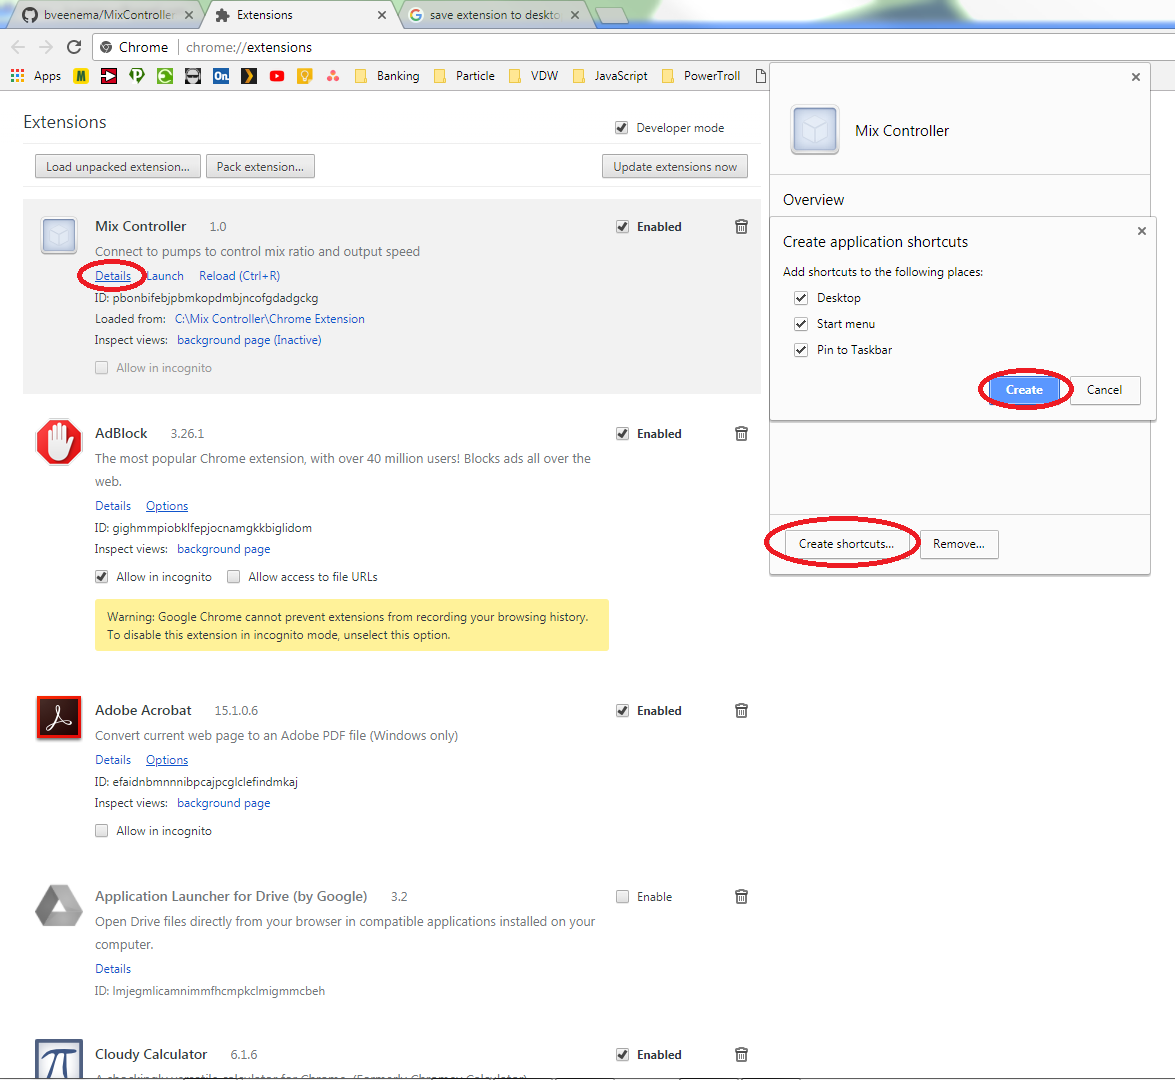 bveenema/MixController
Extensions
save extension to deskto
Chrome
chrome://extensions
Apps
M
On
Banking
Particle
VDW
JavaScript
PowerTroll
Extensions
Developer mode
Load unpacked extension...
Pack extension...
Update extensions now
Mix Controller 1.0
Enabled
Connect to pumps to control mix ratio and output speed
Details Launch Reload (Ctrl+R)
ID: pbonbifebjpbmkopdmbjncofgdadgckg
Loaded from: C:\Mix Controller\Chrome Extension
Inspect views: background page (Inactive)
Allow in incognito
AdBlock 3.26.1
Enabled
The most popular Chrome extension, with over 40 million users! Blocks ads all over the
web.
Details Options
ID: gighmmpiobklfepjocnamgkkbiglidom
Inspect views: background page
Allow in incognito Allow access to file URLs
Warning: Google Chrome cannot prevent extensions from recording your browsing history.
To disable this extension in incognito mode, unselect this option.
Adobe Acrobat 15.1.0.6
Enabled
Convert current web page to an Adobe PDF file (Windows only)
Details Options
ID: efaidnbmnnnibpcajpcglclefindmkaj
Inspect views: background page
Allow in incognito
Application Launcher for Drive (by Google) 3.2
Enable
Open Drive files directly from your browser in compatible applications installed on your
computer.
Details
ID: lmjegmlicamnimmfhcmpkclmigmmcbeh
Cloudy Calculator 6.1.6
Enabled
A shockingly versatile calculator for Chrome. (Formerly Chromey Calculator)
Mix Controller
Overview
Create application shortcuts
Add shortcuts to the following places:
Desktop
Start menu
Pin to Taskbar
Create
Cancel
Create shortcuts...
Remove...